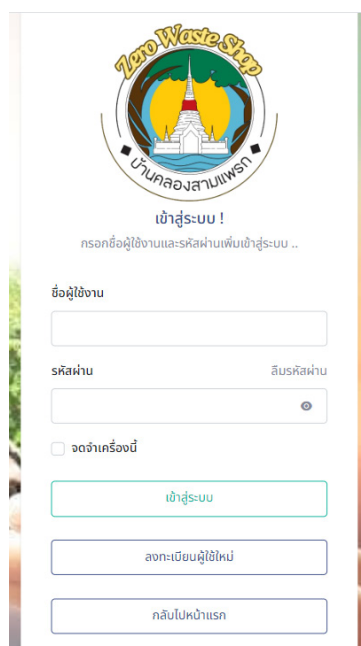 Zero Waste Shop
บ้านคลองสามแพรก
เข้าสู่ระบบ !
กรอกชื่อผู้ใช้งานและรหัสผ่านเพิ่มเข้าสู่ระบบ ..
ชื่อผู้ใช้งาน
รหัสผ่าน ลืมรหัสผ่าน
จดจำเครื่องนี้
เข้าสู่ระบบ
ลงทะเบียนผู้ใช้ใหม่
กลับไปหน้าแรก